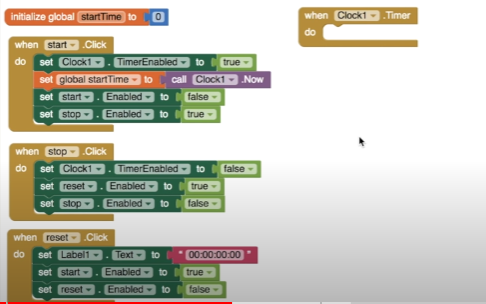 initialize global startTime to 0
when Clock1 .Timer
do
when start .Click
do set Clock1 . TimerEnabled to true
set global startTime to call Clock1 .Now
set start . Enabled to false
set stop . Enabled to true
when stop .Click
do set Clock1 . TimerEnabled to false
set reset . Enabled to true
set stop . Enabled to false
when reset .Click
do set Label1 . Text to " 00:00:00:00 "
set start . Enabled to true
set reset . Enabled to false